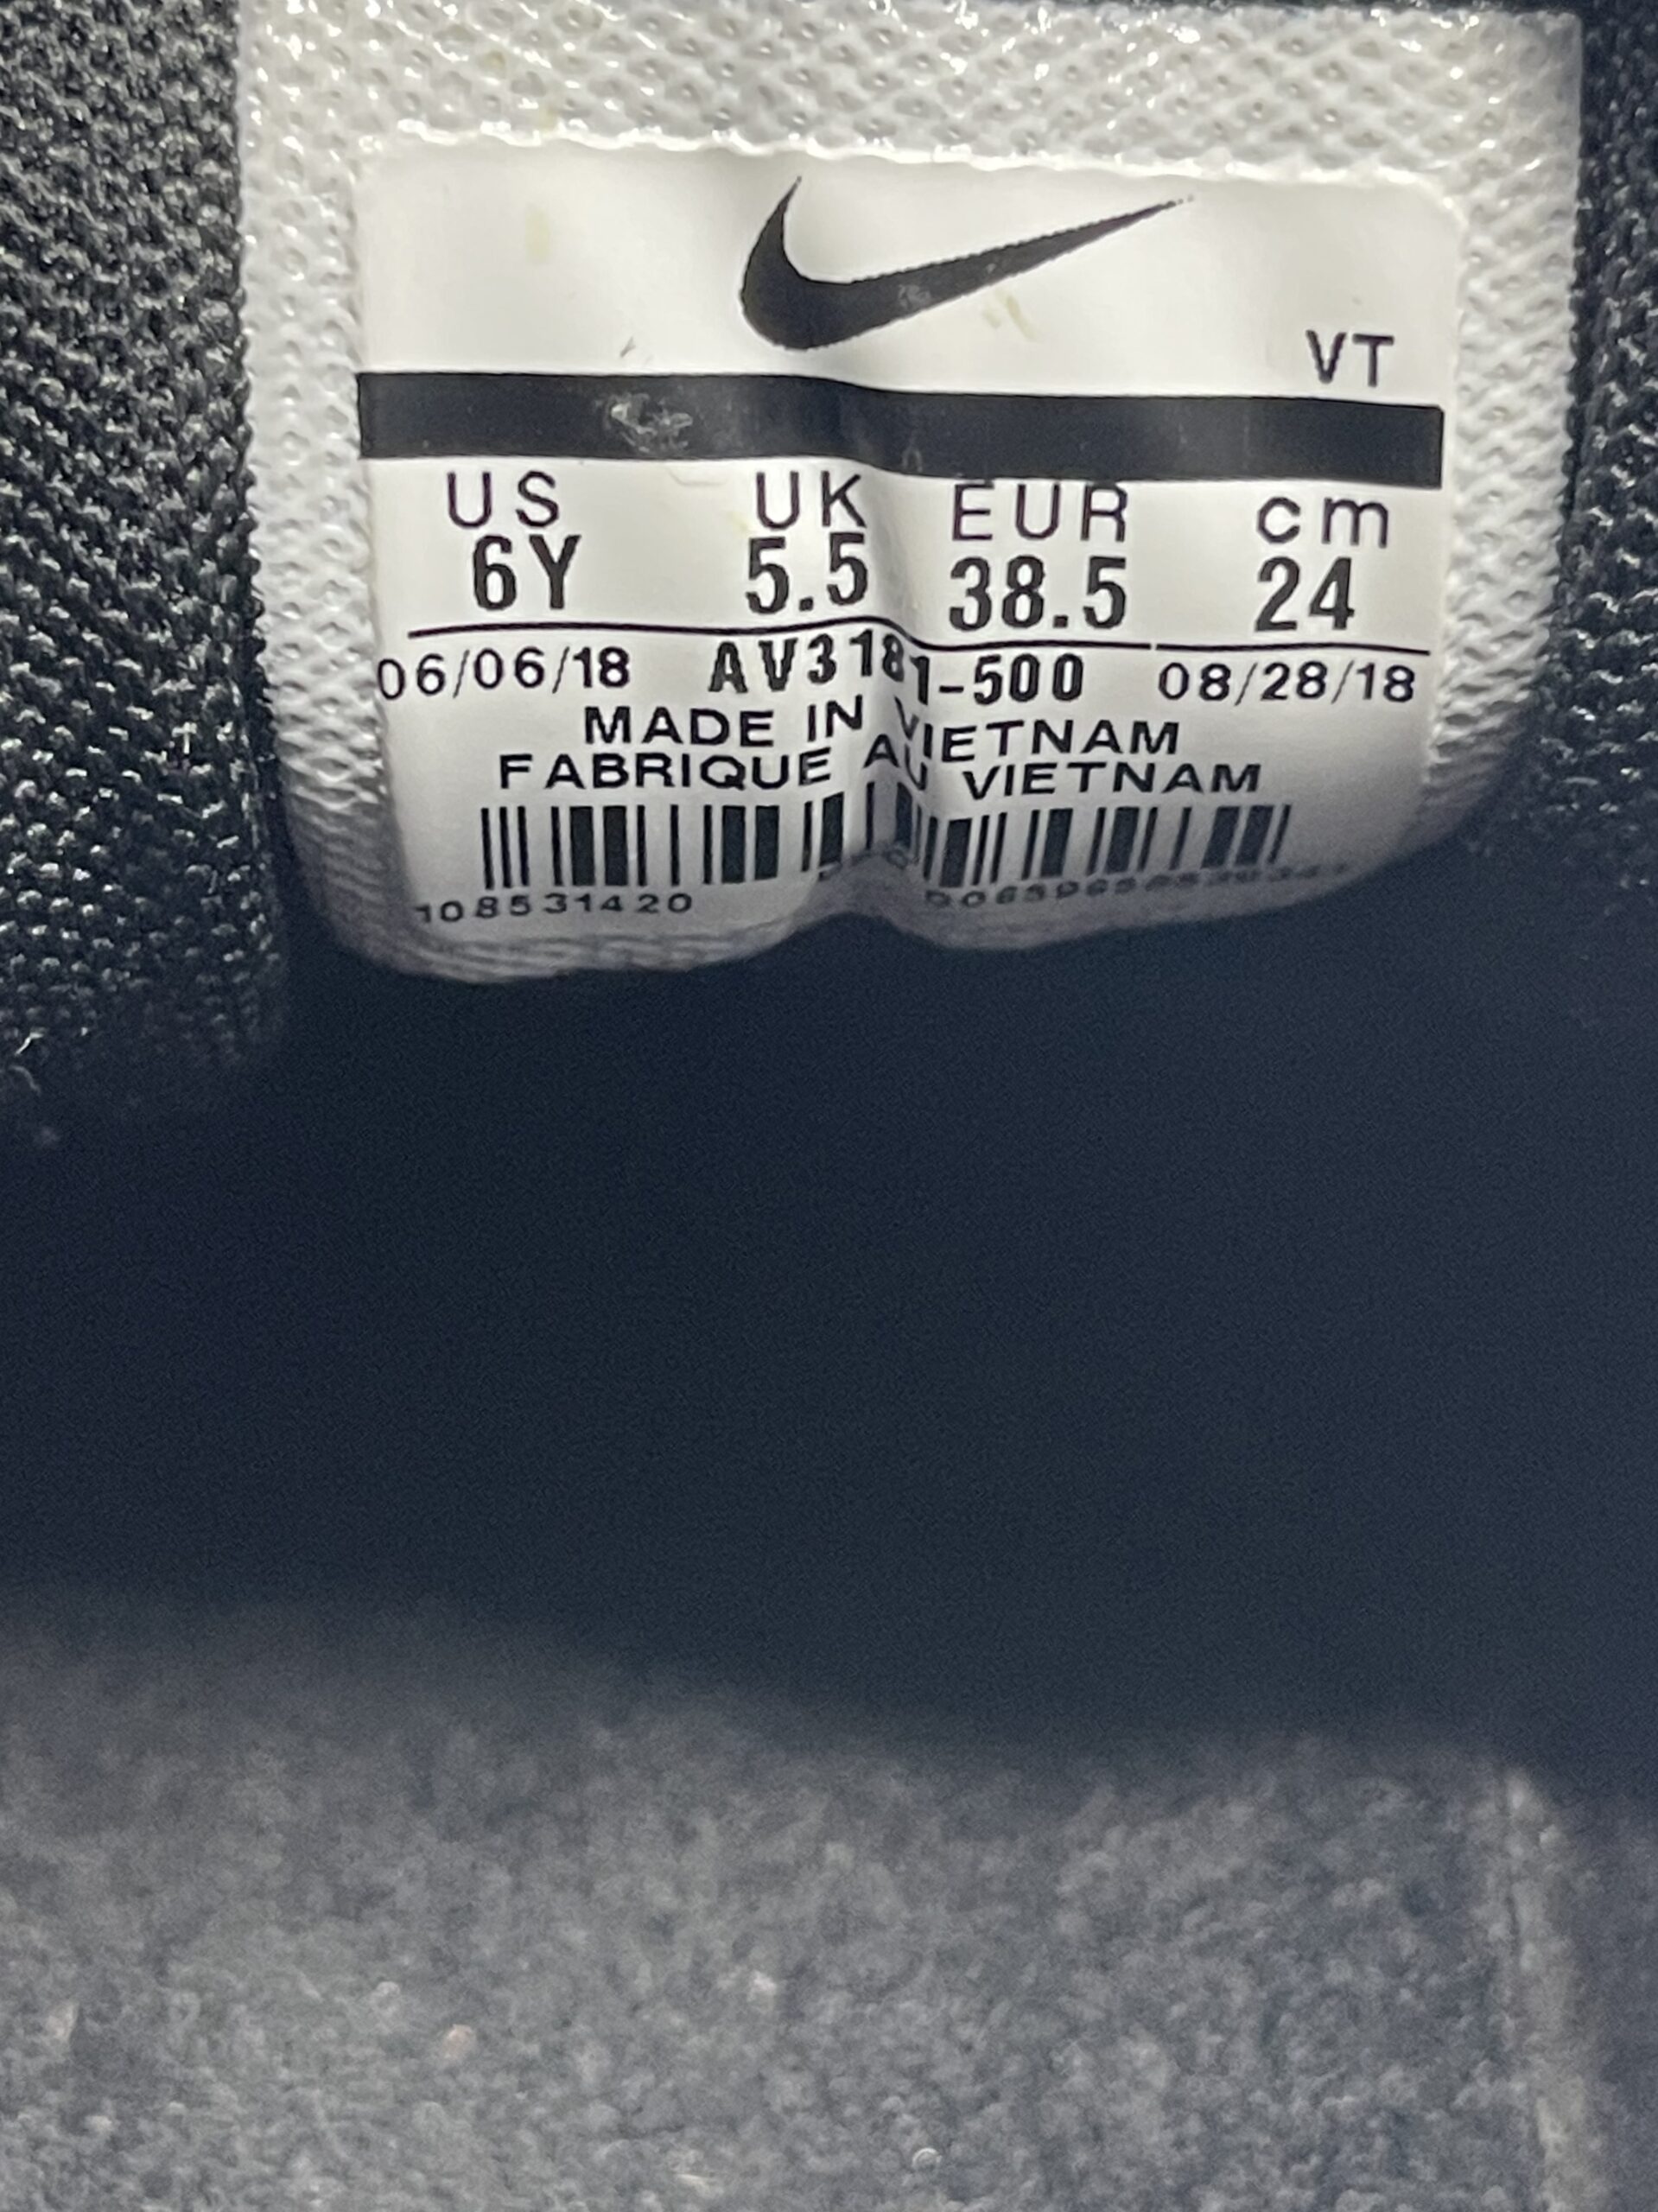 VT
US UK EUR cm
6Y 5.5 38.5 24
06/06/18 AV3181-500 08/28/18
MADE IN VIETNAM
FABRIQUE AU VIETNAM
108531420